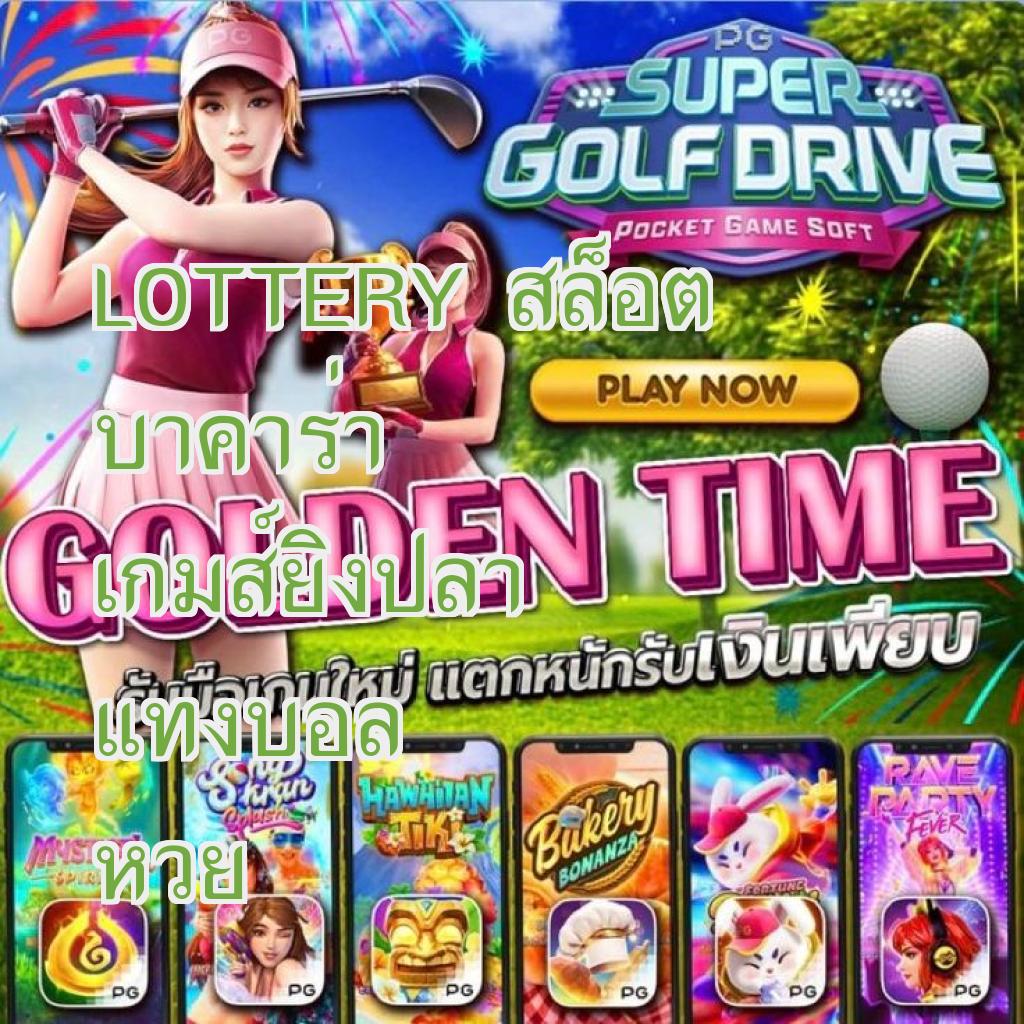 PG
PG
SUPER
GOLF DRIVE
POCKET GAME SOFT
LOTTERY สล็อต
PLAY NOW
บาคาร่า
GOLDEN TIME
เกมส์ยิงปลา
แตกหนักรับเงินเพียบ
แทงบอล
Songkran
Splash
HAWAIIAN
TIKI
Bakery
BONANZA
RAVE
PARTY
FEVER
หวย
PG
PG
PG
PG
PG
PG